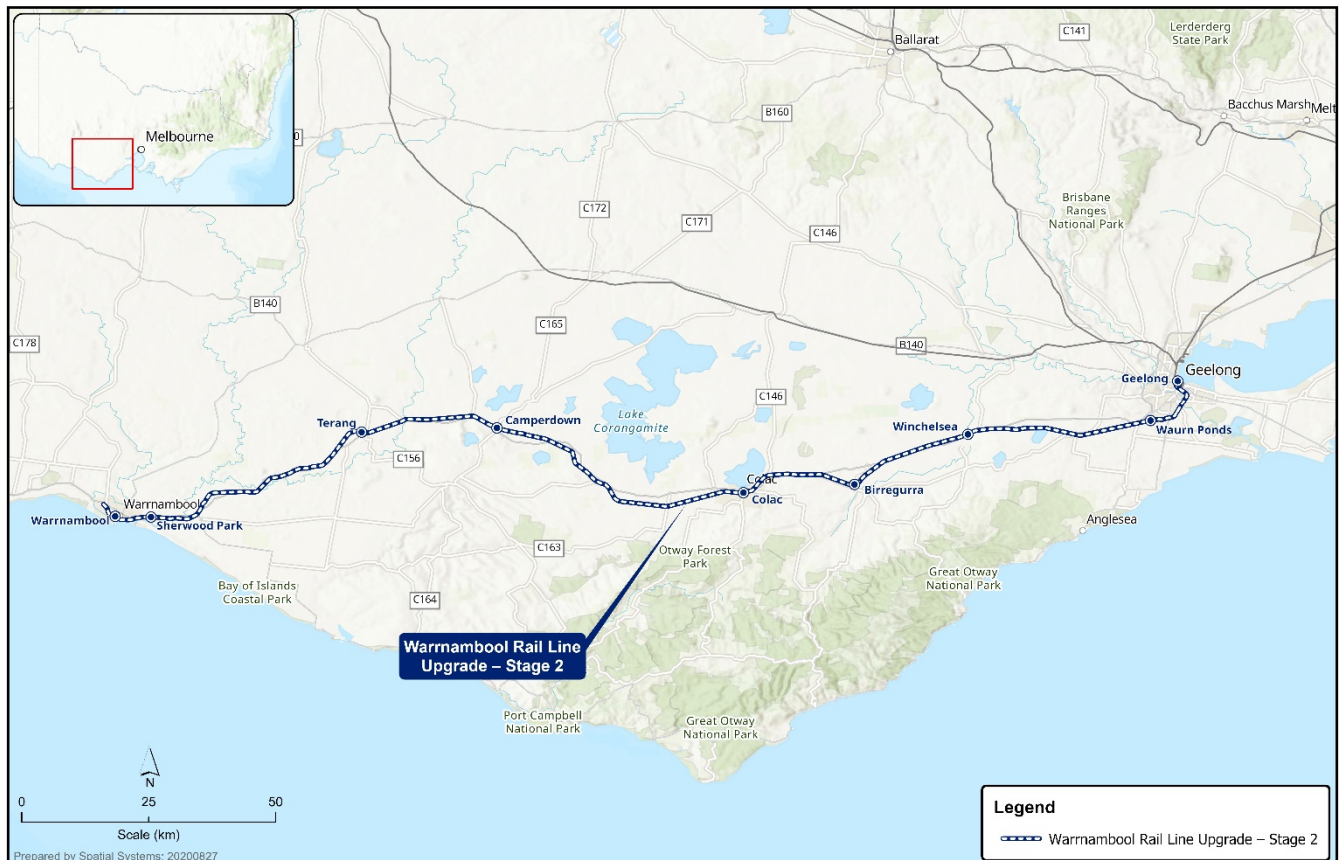 Melbourne
Ballarat
C141
Lerderderg
State Park
Bacchus Marsh
Melt
B160
Brisbane
Ranges
National Park
C172
C171
C146
B140
C178
C165
B140
Lake
Corangamite
C146
Geelong
Geelong
Terang
Camperdown
Winchelsea
Waurn Ponds
C156
Colac
Colac
Birregurra
Warrnambool
Warrnambool
Sherwood Park
Anglesea
C163
Otway Forest
Park
Great Otway
National Park
Bay of Islands
Coastal Park
C164
Warrnambool Rail Line
Upgrade – Stage 2
Port Campbell
National Park
Great Otway
National Park
N
0 25 50
Scale (km)
Prepared by Spatial Systems: 20200827
Legend
Warrnambool Rail Line Upgrade – Stage 2